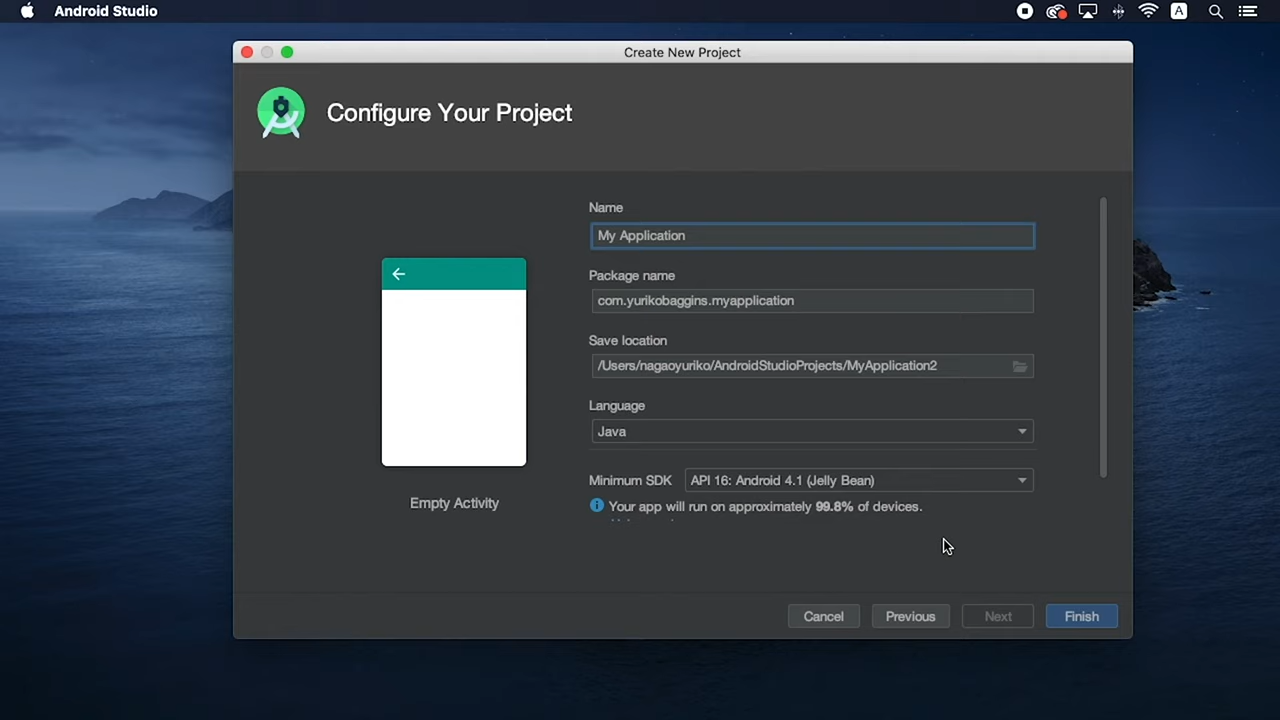 Android Studio
A
Create New Project
Configure Your Project
Name
My Application
Package name
com.yurikobaggins.myapplication
Save location
/Users/nagaoyuriko/AndroidStudioProjects/MyApplication2
Language
Java
Minimum SDK API 16: Android 4.1 (Jelly Bean)
Your app will run on approximately 99.8% of devices.
Empty Activity
Cancel Previous Next Finish